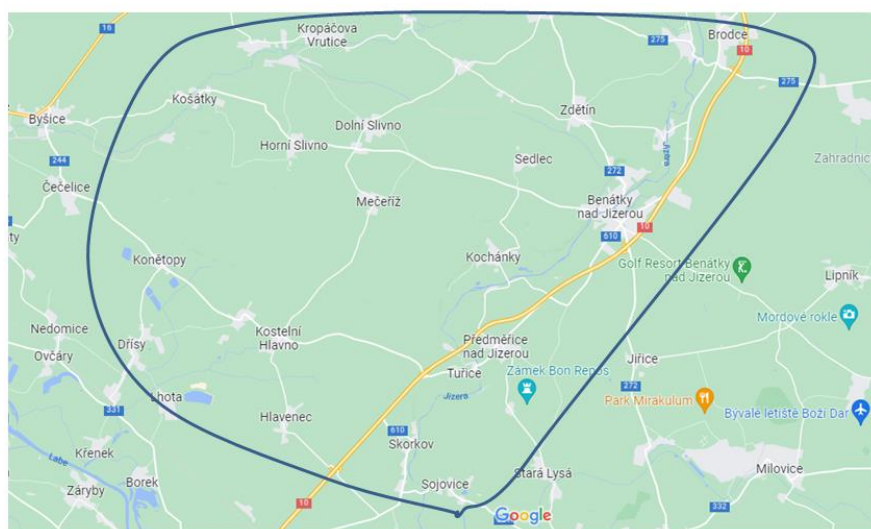 16
Kropáčova
Vrutice
275
Brodce
10
275
Košátky
Zdětín
Byšice
Dolní Slivno
Horní Slivno
Jizera
244
Sedlec
272
Zahradnic
Čečelice
Mečeříž
Benátky
nad Jizerou
10
610
ty
Kochánky
Konětopy
Golf Resort Benátky
nad Jizerou
Lipník
Nedomice
Kostelní
Hlavno
Předměřice
nad Jizerou
Mordové rokle
Ovčáry
Dřísy
Tuřice
Zámek Bon Repos
Jiřice
272
Lhota
Jizera
Park Mirakulum
331
Hlavenec
610
Skorkov
Bývalé letiště Boží Dar
Křenek
Labe
Borek
Záryby
Sojovice
Stará Lysá
Milovice
10
Google
332